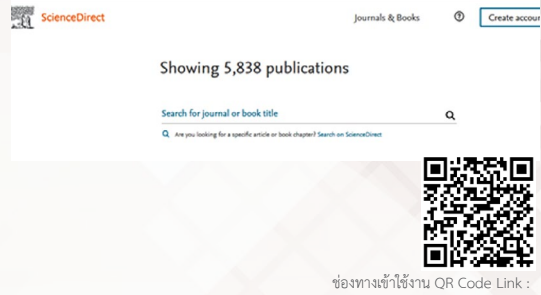 ScienceDirect
Journals & Books
Create accoun
Showing 5,838 publications
Search for journal or book title
Are you looking for a specific article or book chapter? Search on ScienceDirect
ช่องทางเข้าใช้งาน QR Code Link :